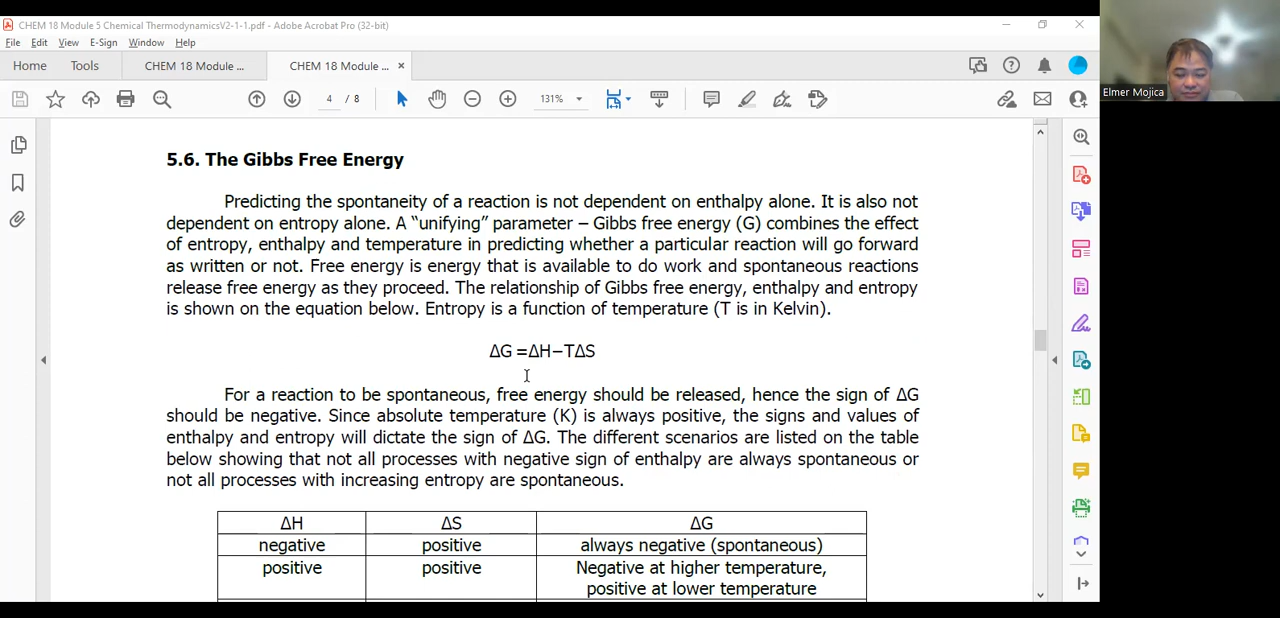 CHEM 18 Module 5 Chemical ThermodynamicsV2-1-1.pdf - Adobe Acrobat Pro (32-bit)
File Edit View E-Sign Window Help
Home Tools CHEM 18 Module ... CHEM 18 Module ... ×
4 / 8 131%
Elmer Mojica
5.6. The Gibbs Free Energy
Predicting the spontaneity of a reaction is not dependent on enthalpy alone. It is also not
dependent on entropy alone. A “unifying” parameter – Gibbs free energy (G) combines the effect
of entropy, enthalpy and temperature in predicting whether a particular reaction will go forward
as written or not. Free energy is energy that is available to do work and spontaneous reactions
release free energy as they proceed. The relationship of Gibbs free energy, enthalpy and entropy
is shown on the equation below. Entropy is a function of temperature (T is in Kelvin).
ΔG =ΔH−TΔS
For a reaction to be spontaneous, free energy should be released, hence the sign of ΔG
should be negative. Since absolute temperature (K) is always positive, the signs and values of
enthalpy and entropy will dictate the sign of ΔG. The different scenarios are listed on the table
below showing that not all processes with negative sign of enthalpy are always spontaneous or
not all processes with increasing entropy are spontaneous.
ΔH ΔS ΔG
negative positive always negative (spontaneous)
positive positive Negative at higher temperature,
positive at lower temperature